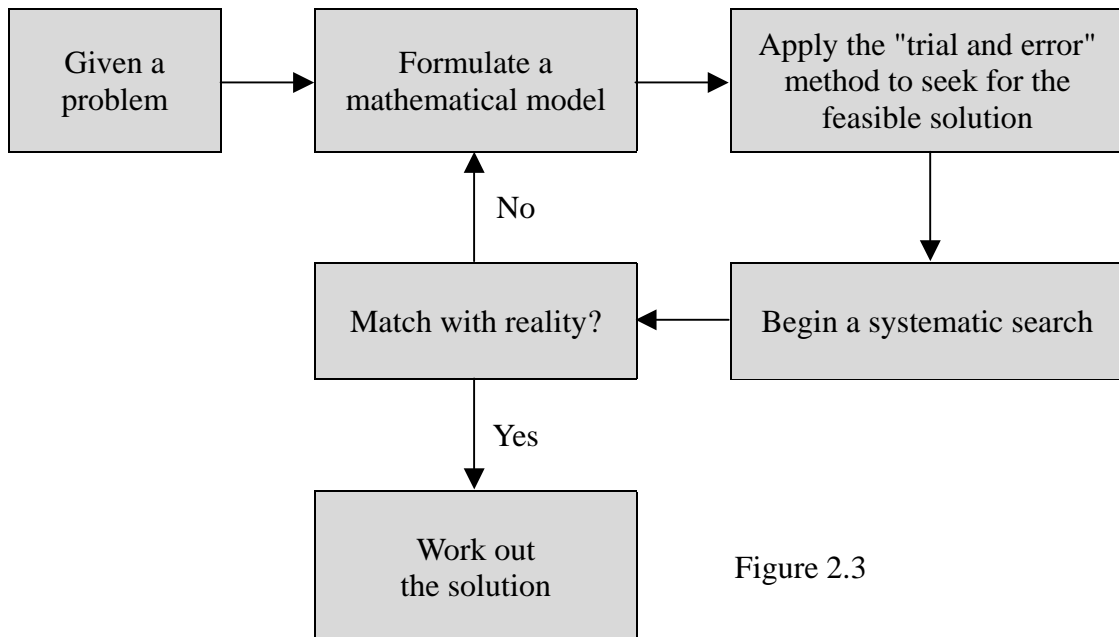 Given a
problem
Formulate a
mathematical model
Apply the "trial and error"
method to seek for the
feasible solution
No
Match with reality?
Begin a systematic search
Yes
Work out
the solution
Figure 2.3